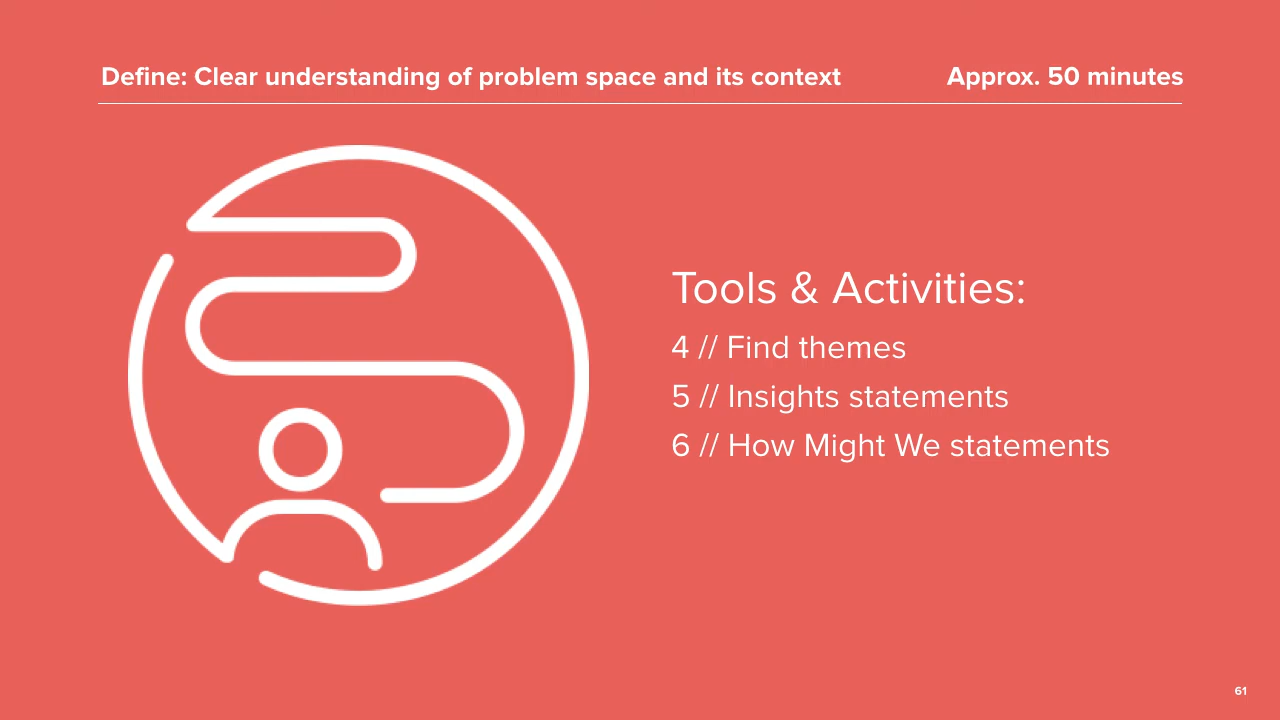 Define: Clear understanding of problem space and its context
Approx. 50 minutes
Tools & Activities:
4 // Find themes
5 // Insights statements
6 // How Might We statements
61